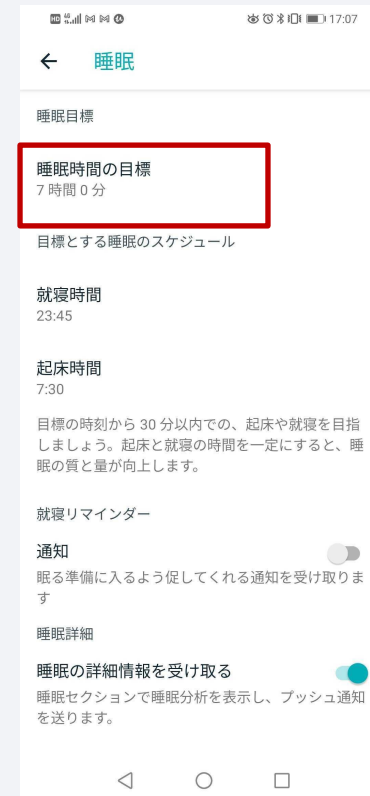 HD 17:07
睡眠
睡眠目標
睡眠時間の目標
7 時間 0 分
目標とする睡眠のスケジュール
就寝時間
23:45
起床時間
7:30
目標の時刻から 30 分以内での、起床や就寝を目指
しましょう。起床と就寝の時間を一定にすると、睡
眠の質と量が向上します。
就寝リマインダー
通知
眠る準備に入るよう促してくれる通知を受け取りま
す
睡眠詳細
睡眠の詳細情報を受け取る
睡眠セクションで睡眠分析を表示し、プッシュ通知
を送ります。